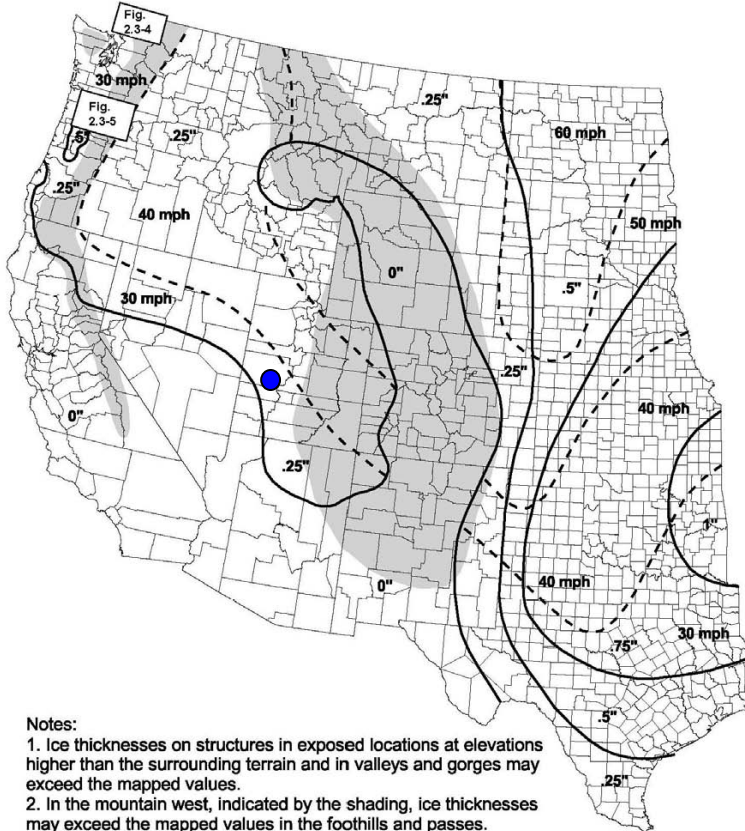 Fig.
2.3-4
30 mph
Fig.
2.3-5
.5"
.25"
.25"
.25"
60 mph
40 mph
50 mph
0"
.5"
30 mph
.25"
40 mph
0"
.25"
1"
0"
40 mph
.75"
30 mph
.5"
.25"
Notes:
1. Ice thicknesses on structures in exposed locations at elevations
higher than the surrounding terrain and in valleys and gorges may
exceed the mapped values.
2. In the mountain west, indicated by the shading, ice thicknesses
may exceed the mapped values in the foothills and passes.